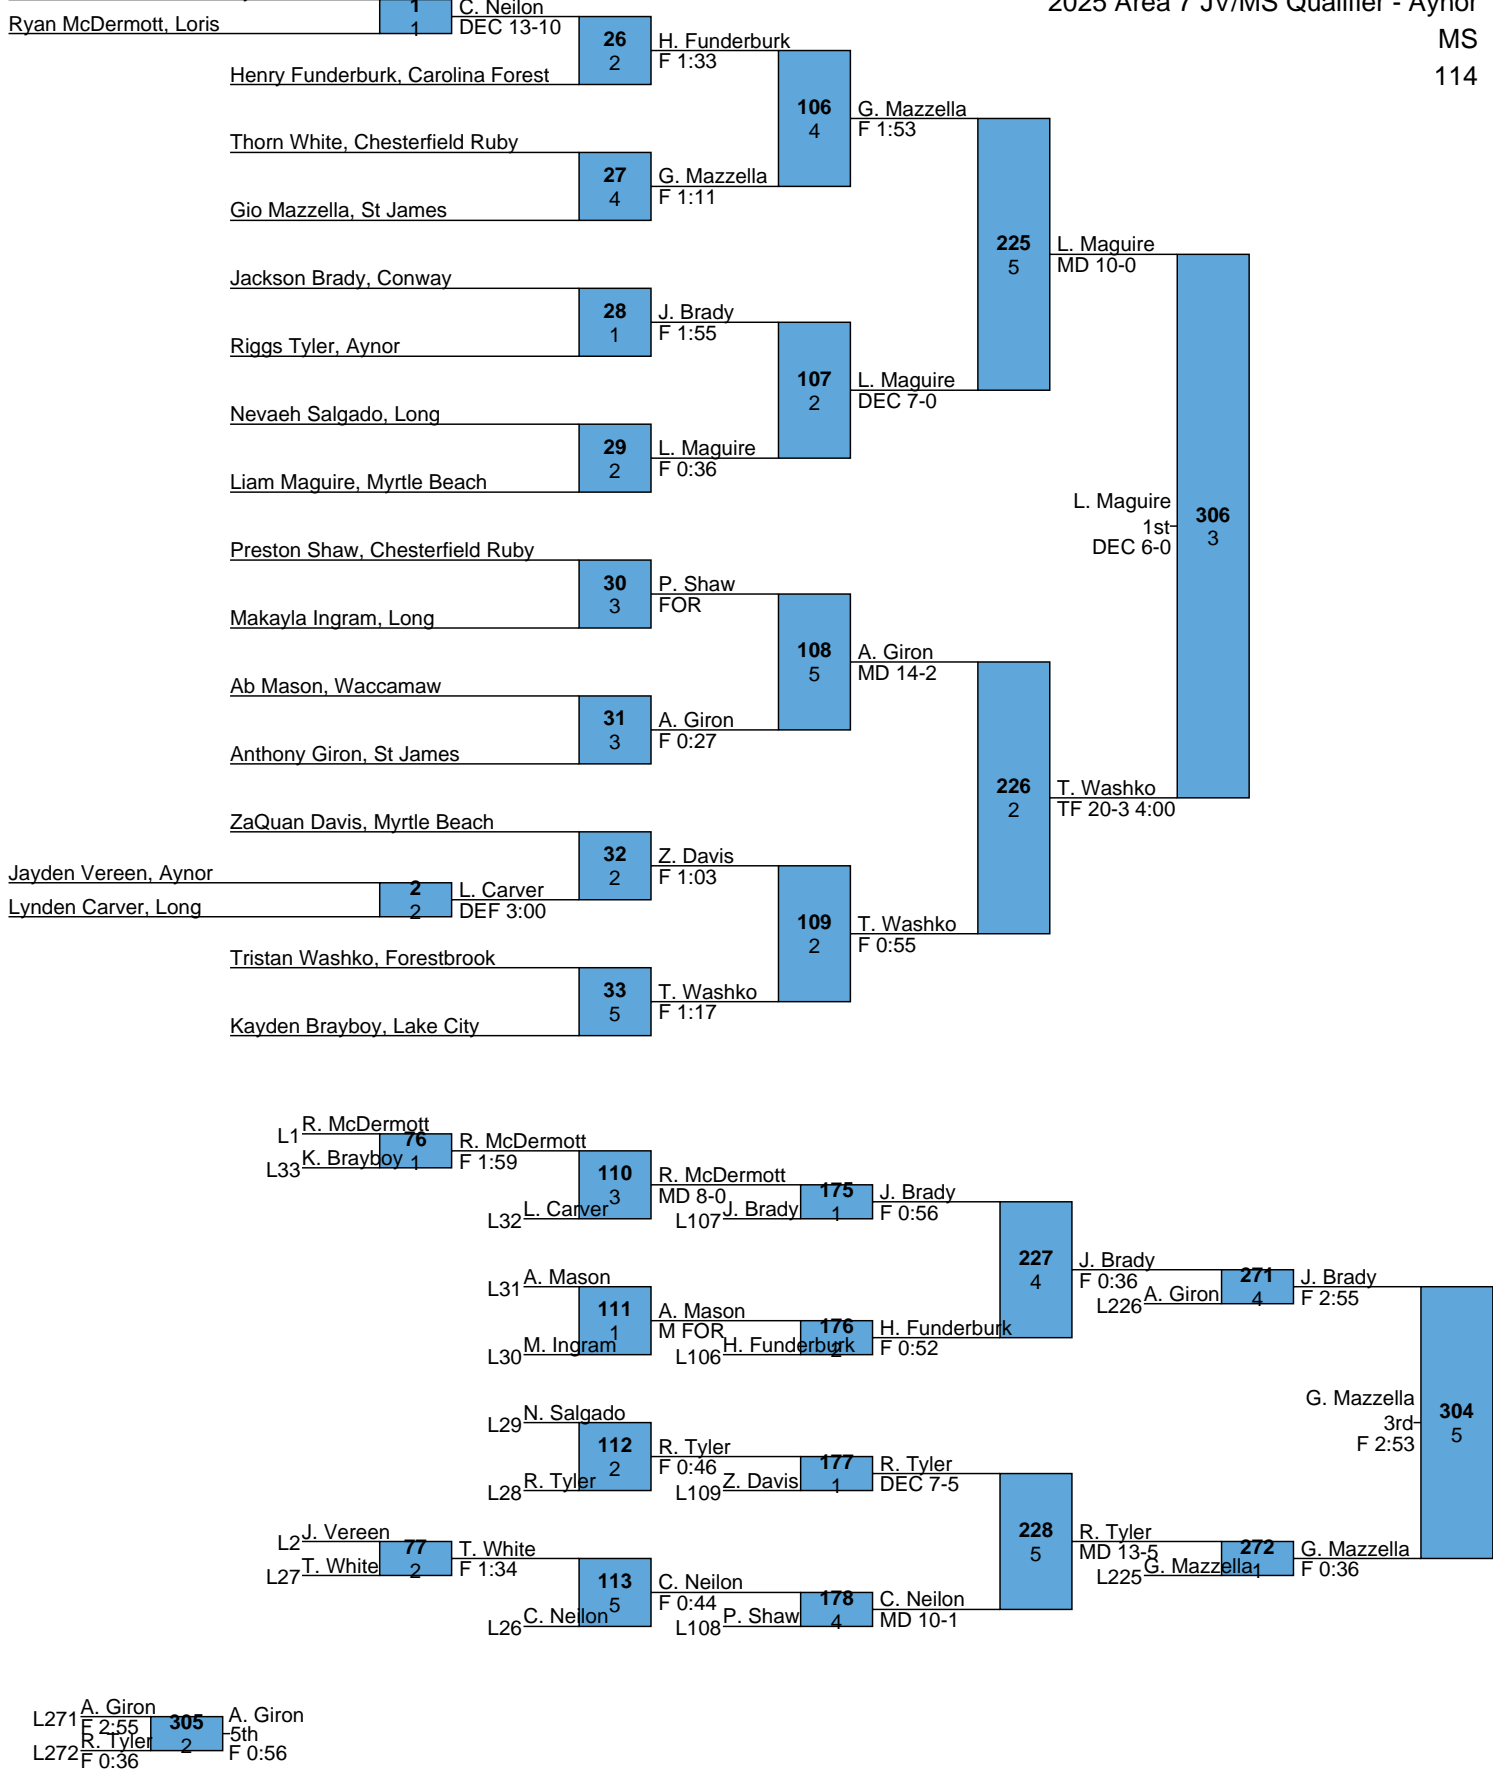 2025 Area 7 JV/MS Qualifier - Aynor
MS
114
Ryan McDermott, Loris
1
1
C. Neilon
DEC 13-10
Henry Funderburk, Carolina Forest
26
2
H. Funderburk
F 1:33
Thorn White, Chesterfield Ruby
Gio Mazzella, St James
27
4
G. Mazzella
F 1:11
106
4
G. Mazzella
F 1:53
Jackson Brady, Conway
Riggs Tyler, Aynor
28
1
J. Brady
F 1:55
Nevaeh Salgado, Long
Liam Maguire, Myrtle Beach
29
2
L. Maguire
F 0:36
107
2
L. Maguire
DEC 7-0
225
5
L. Maguire
MD 10-0
Preston Shaw, Chesterfield Ruby
Makayla Ingram, Long
30
3
P. Shaw
FOR
Ab Mason, Waccamaw
Anthony Giron, St James
31
3
A. Giron
F 0:27
108
5
A. Giron
MD 14-2
ZaQuan Davis, Myrtle Beach
Jayden Vereen, Aynor
Lynden Carver, Long
2
2
L. Carver
DEF 3:00
32
2
Z. Davis
F 1:03
Tristan Washko, Forestbrook
Kayden Brayboy, Lake City
33
5
T. Washko
F 1:17
109
2
T. Washko
F 0:55
226
2
T. Washko
TF 20-3 4:00
L. Maguire
1st
DEC 6-0
306
3
L1 R. McDermott
L33 K. Brayboy
76
1
R. McDermott
F 1:59
L32 L. Carver
110
3
R. McDermott
MD 8-0
L107 J. Brady
175
1
J. Brady
F 0:56
L31 A. Mason
L30 M. Ingram
111
1
A. Mason
M FOR
L106 H. Funderburk
176
2
H. Funderburk
F 0:52
227
4
J. Brady
F 0:36
L226 A. Giron
271
4
J. Brady
F 2:55
L29 N. Salgado
L28 R. Tyler
112
2
R. Tyler
F 0:46
L109 Z. Davis
177
1
R. Tyler
DEC 7-5
L2 J. Vereen
L27 T. White
77
2
T. White
F 1:34
L26 C. Neilon
113
5
C. Neilon
F 0:44
L108 P. Shaw
178
4
C. Neilon
MD 10-1
228
5
R. Tyler
MD 13-5
L225 G. Mazzella
272
1
G. Mazzella
F 0:36
G. Mazzella
3rd
F 2:53
304
5
L271 A. Giron
F 2:55
L272 R. Tyler
F 0:36
305
2
A. Giron
5th
F 0:56